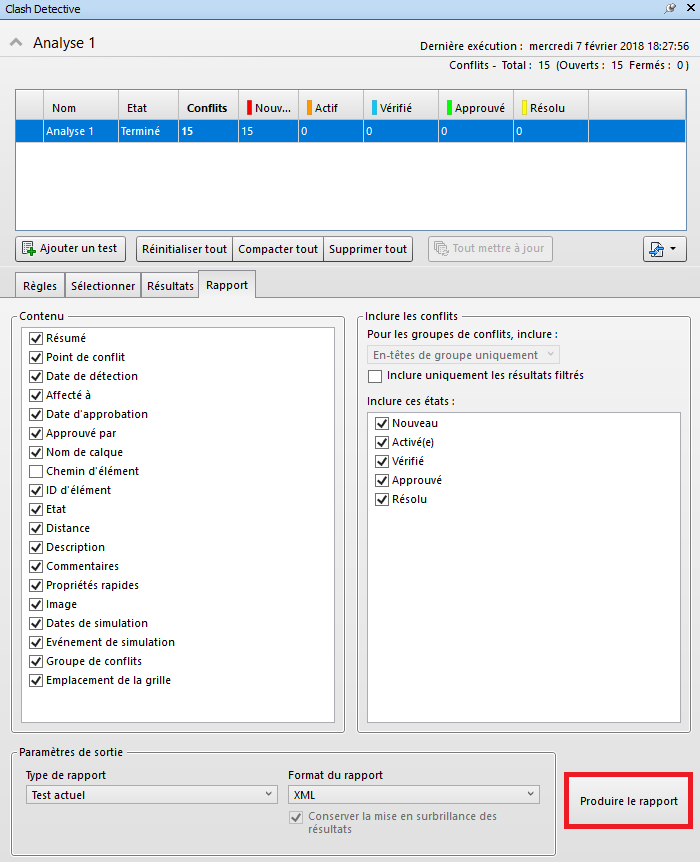 Clash Detective
Analyse 1
Dernière exécution : mercredi 7 février 2018 18:27:56
Conflits - Total : 15 (Ouverts : 15 Fermés : 0 )
Nom Etat Conflits Nouv... Actif Vérifié Approuvé Résolu
Analyse 1 Terminé 15 15 0 0 0 0
Ajouter un test Réinitialiser tout Compacter tout Supprimer tout Tout mettre à jour
Règles Sélectionner Résultats Rapport
Contenu
Résumé
Point de conflit
Date de détection
Affecté à
Date d'approbation
Approuvé par
Nom de calque
Chemin d'élément
ID d'élément
Etat
Distance
Description
Commentaires
Propriétés rapides
Image
Dates de simulation
Evénement de simulation
Groupe de conflits
Emplacement de la grille
Inclure les conflits
Pour les groupes de conflits, inclure :
En-têtes de groupe uniquement
Inclure uniquement les résultats filtrés
Inclure ces états :
Nouveau
Activé(e)
Vérifié
Approuvé
Résolu
Paramètres de sortie
Type de rapport
Test actuel
Format du rapport
XML
Conserver la mise en surbrillance des
résultats
Produire le rapport